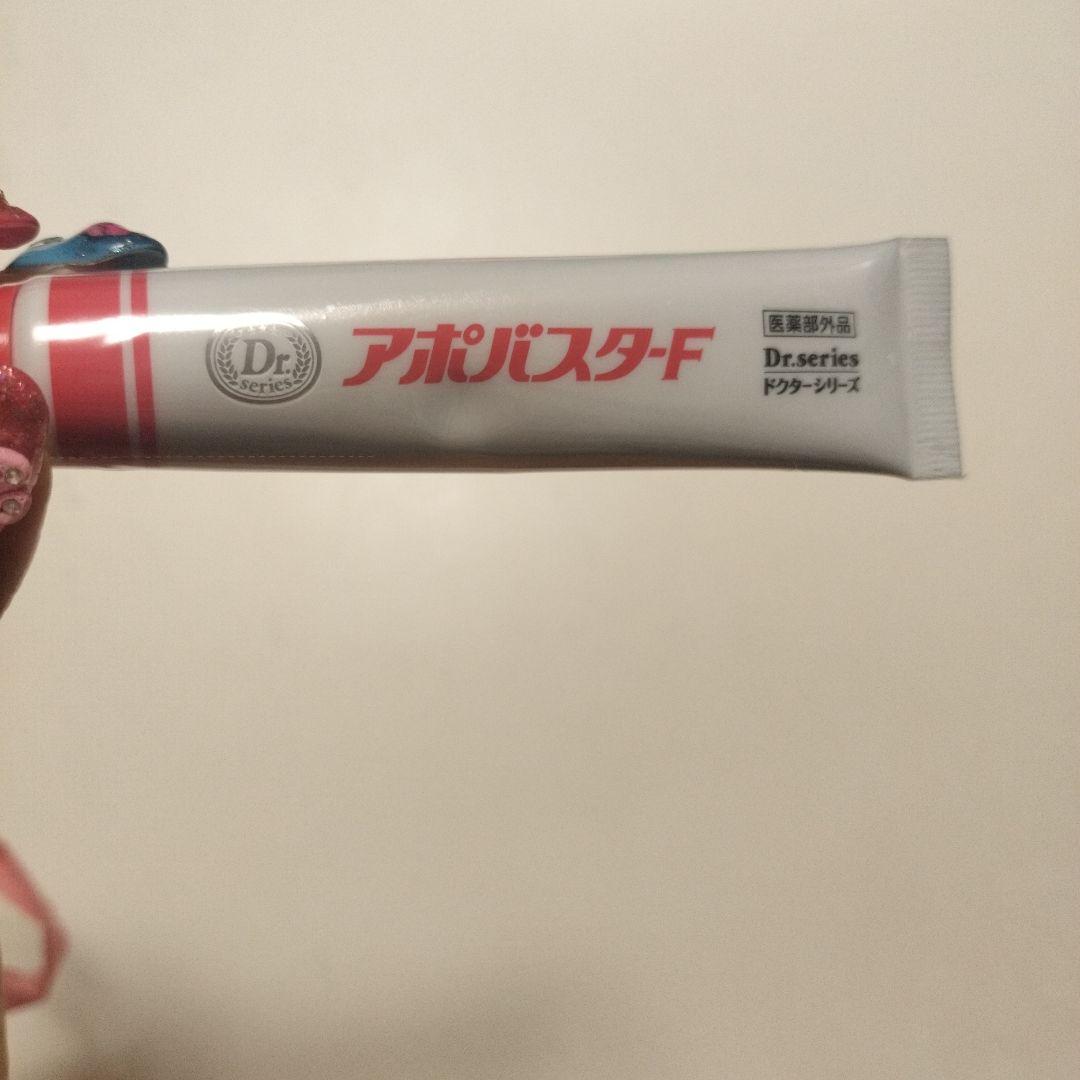 Dr.
series
アポバスターF
医薬部外品
Dr.series
ドクターシリーズ